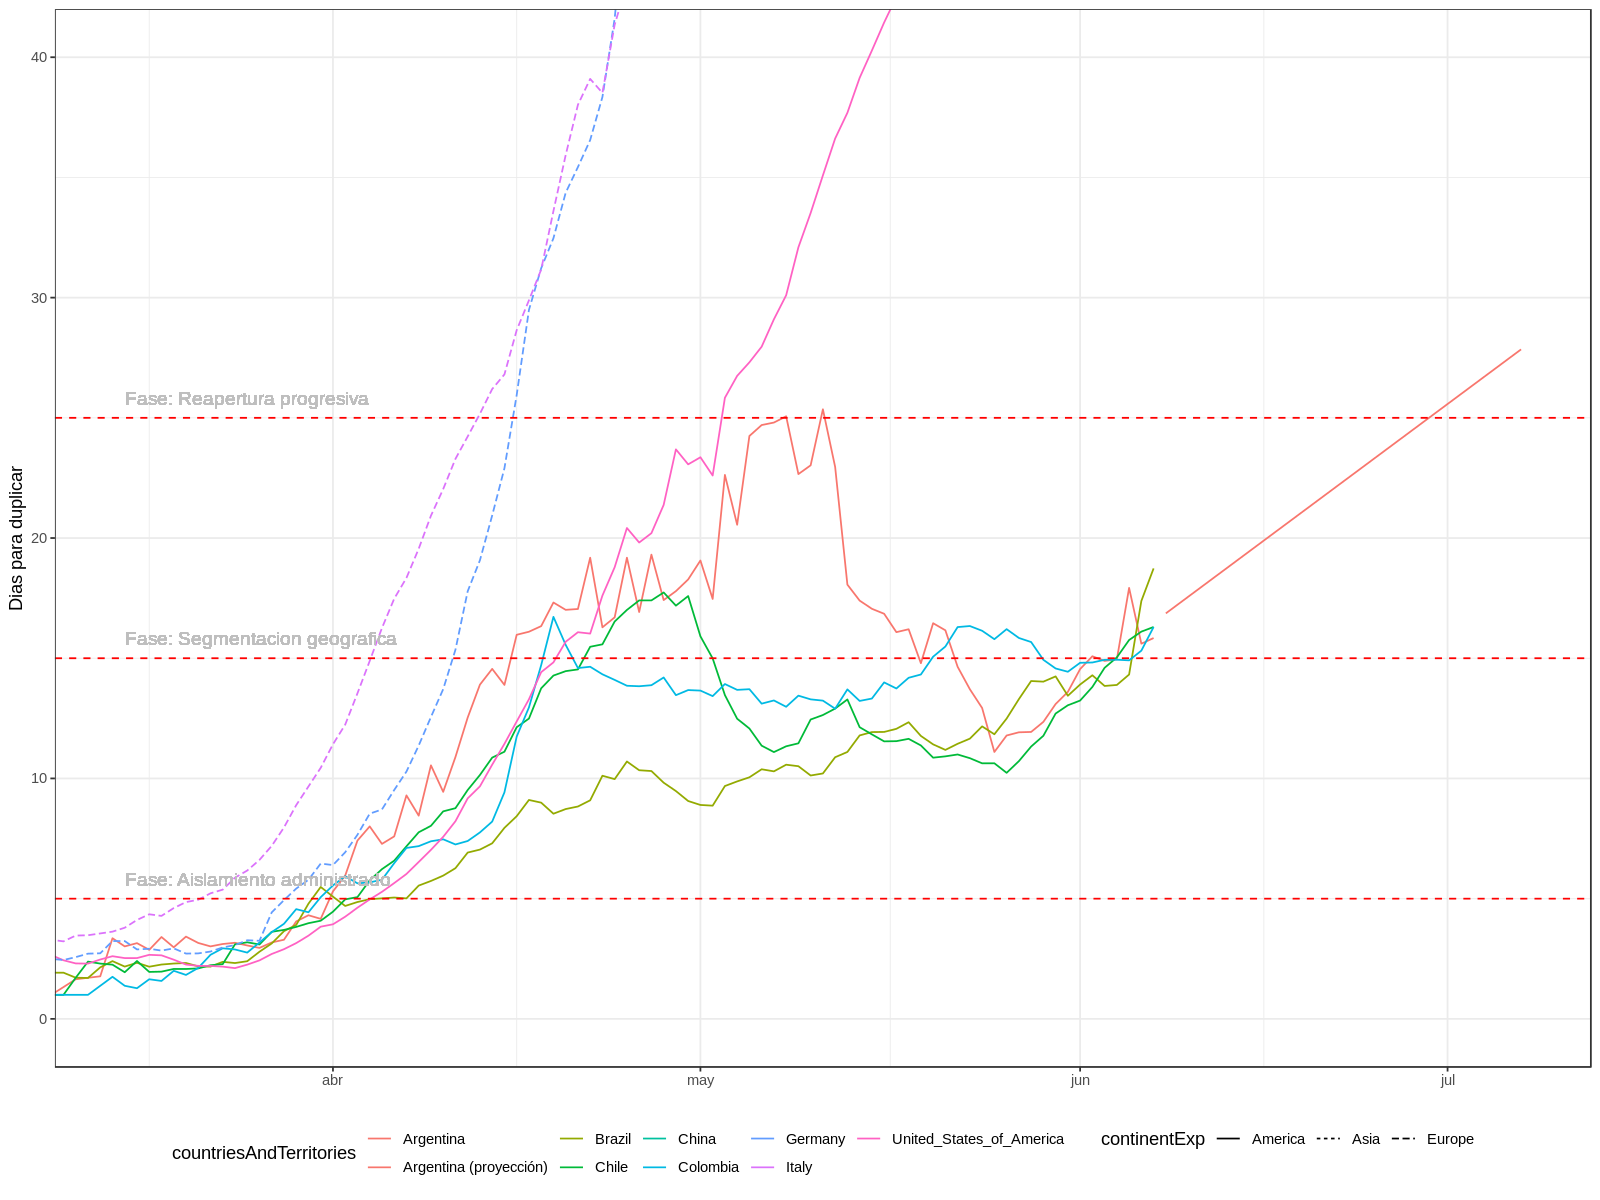 40
30
20
10
0
Dias para duplicar
Fase: Reapertura progresiva
Fase: Segmentacion geografica
Fase: Aislamento administrado
abr may jun jul
countriesAndTerritories
Argentina Brazil China Germany United_States_of_America
Argentina (proyección) Chile Colombia Italy
continentExp America Asia Europe